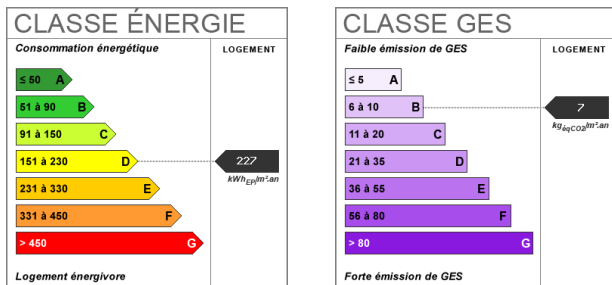 CLASSE ÉNERGIE
Consommation énergétique
LOGEMENT
≤ 50 A
51 à 90 B
91 à 150 C
151 à 230 D
227
kWhEP/m².an
231 à 330 E
331 à 450 F
> 450 G
Logement énergivore
CLASSE GES
Faible émission de GES
LOGEMENT
≤ 5 A
6 à 10 B
7
kgéqCO2/m².an
11 à 20 C
21 à 35 D
36 à 55 E
56 à 80 F
> 80 G
Forte émission de GES